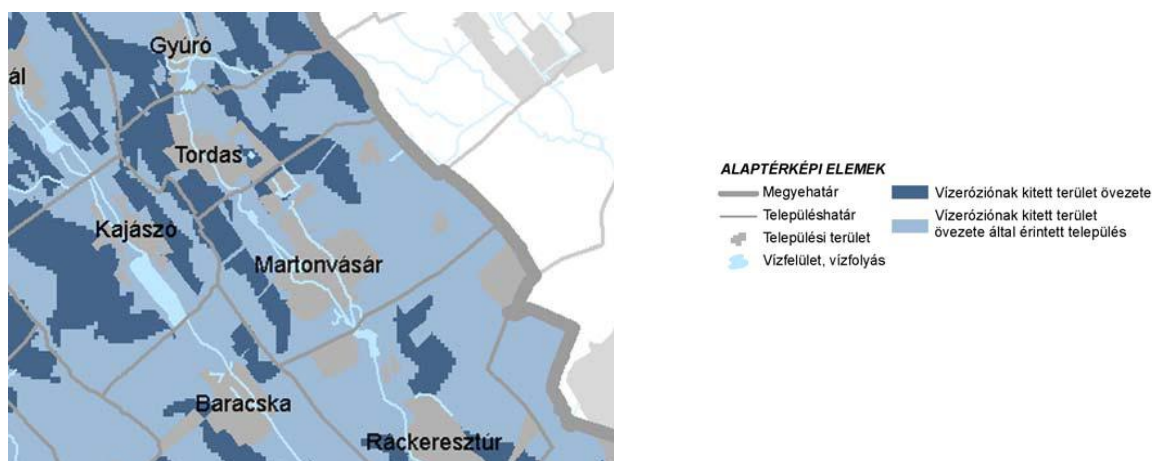 Gyúró
ál
Tordas
Kajászó
Martonvásár
Baracska
Ráckeresztúr
ALAPTÉRKÉPI ELEMEK
Megyehatár
Településhatár
Települési terület
Vízfelület, vízfolyás
Vízeróziónak kitett terület övezete
Vízeróziónak kitett terület
övezete által érintett település